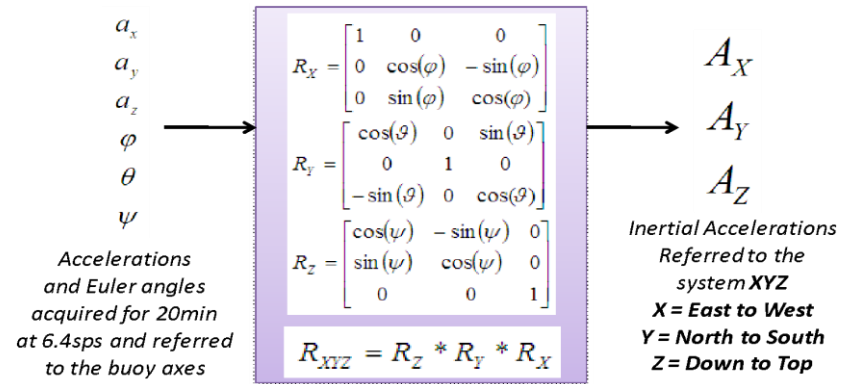 a_x
a_y
a_z
φ
θ
ψ
Accelerations
and Euler angles
acquired for 20min
at 6.4sps and referred
to the buoy axes
R_X = [1 0 0
0 cos(φ) − sin(φ)
0 sin(φ) cos(φ)]
R_Y = [cos(ϑ) 0 sin(ϑ)
0 1 0
− sin(ϑ) 0 cos(ϑ)]
R_Z = [cos(ψ) − sin(ψ) 0
sin(ψ) cos(ψ) 0
0 0 1]
R_XYZ = R_Z * R_Y * R_X
A_X
A_Y
A_Z
Inertial Accelerations
Referred to the
system XYZ
X = East to West
Y = North to South
Z = Down to Top